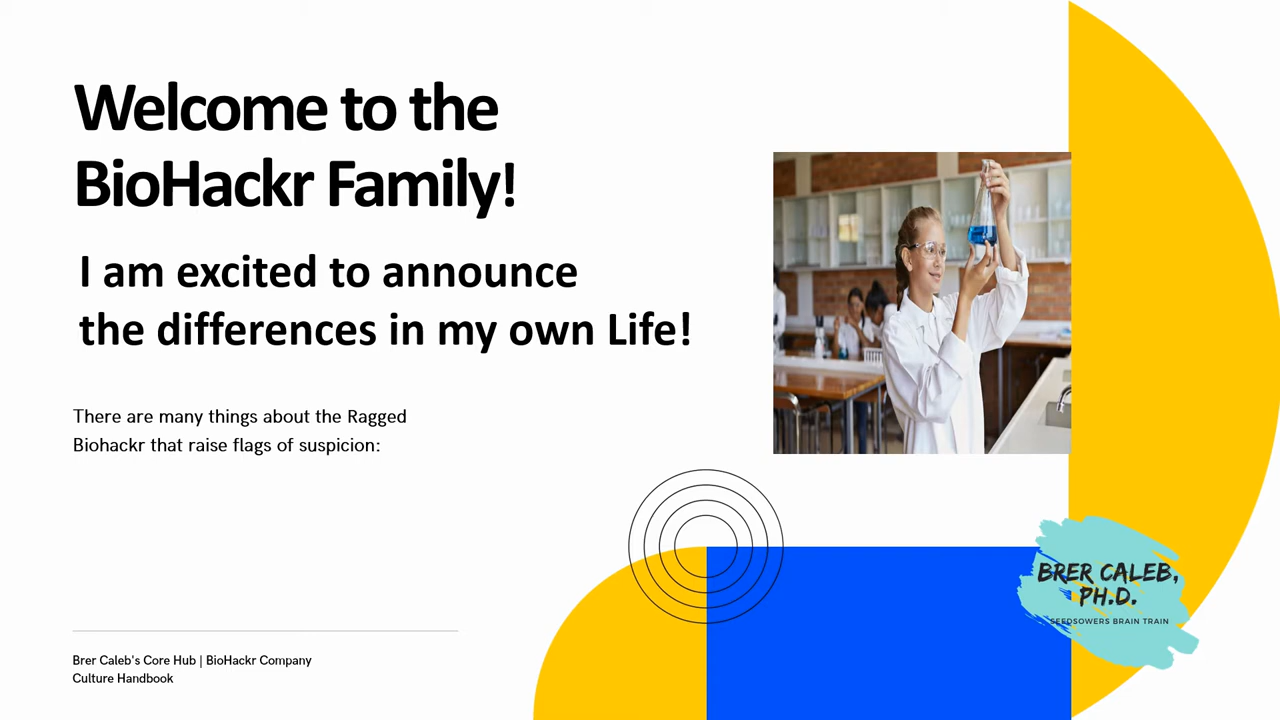 Welcome to the
BioHackr Family!
I am excited to announce
the differences in my own Life!
There are many things about the Ragged
Biohackr that raise flags of suspicion:
BRER CALEB,
PH.D.
SEEDSOWERS BRAIN TRAIN
Brer Caleb's Core Hub | BioHackr Company
Culture Handbook